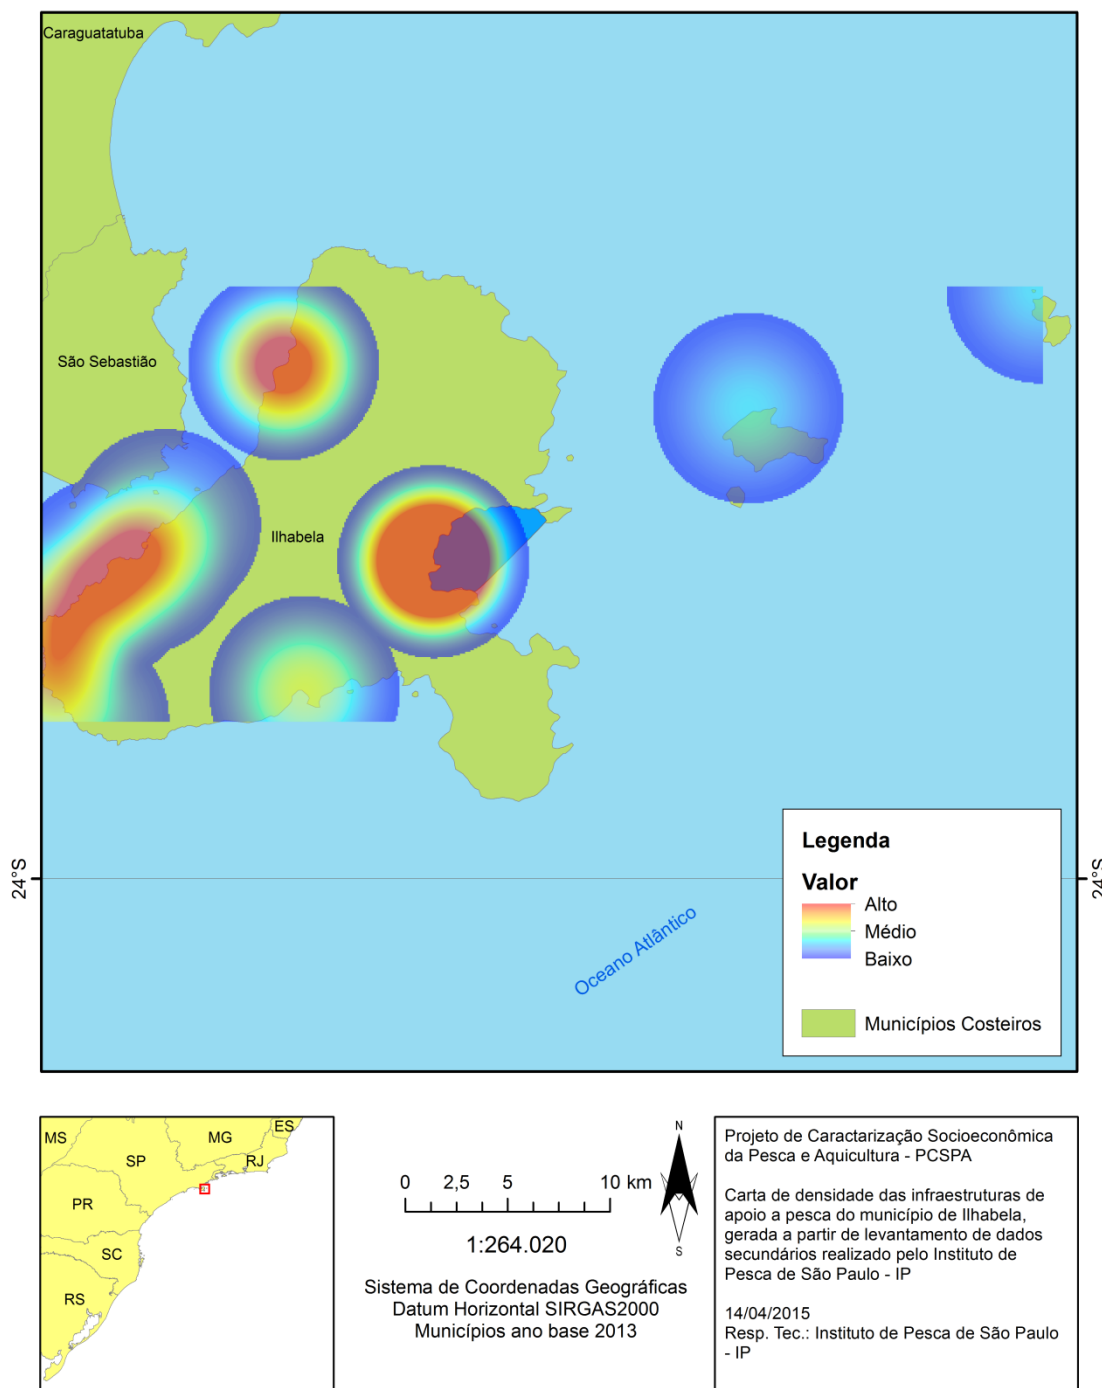 Caraguatatuba
São Sebastião
Ilhabela
24°S
24°S
Oceano Atlântico
Legenda
Valor
Alto
Médio
Baixo
Municípios Costeiros
MS
MG
ES
SP
RJ
PR
SC
RS
0 2,5 5 10 km
1:264.020
Sistema de Coordenadas Geográficas
Datum Horizontal SIRGAS2000
Municípios ano base 2013
N
S
Projeto de Caractarização Socioeconômica
da Pesca e Aquicultura - PCSPA
Carta de densidade das infraestruturas de
apoio a pesca do município de Ilhabela,
gerada a partir de levantamento de dados
secundários realizado pelo Instituto de
Pesca de São Paulo - IP
14/04/2015
Resp. Tec.: Instituto de Pesca de São Paulo
- IP